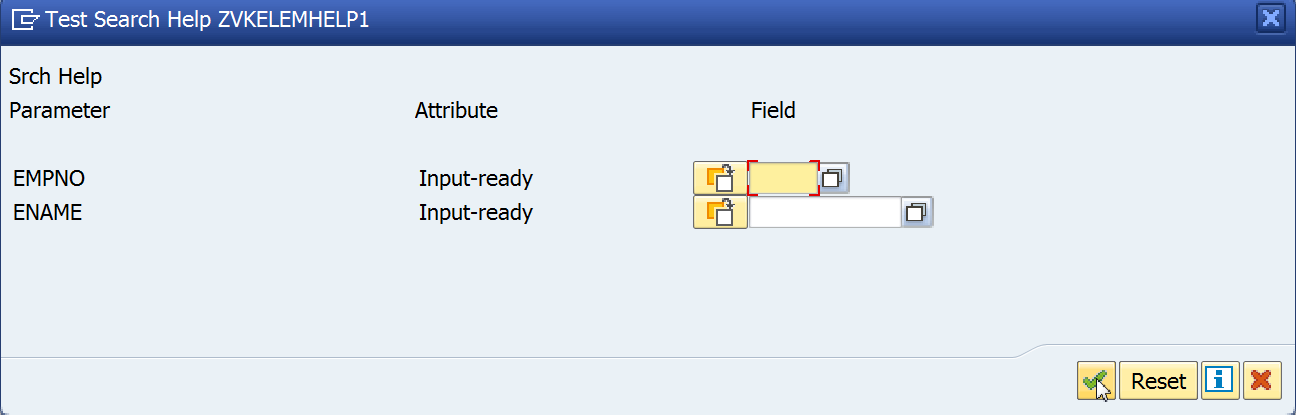 Test Search Help ZVKELEMHELP1
Srch Help
Parameter Attribute Field
EMPNO Input-ready
ENAME Input-ready
Reset